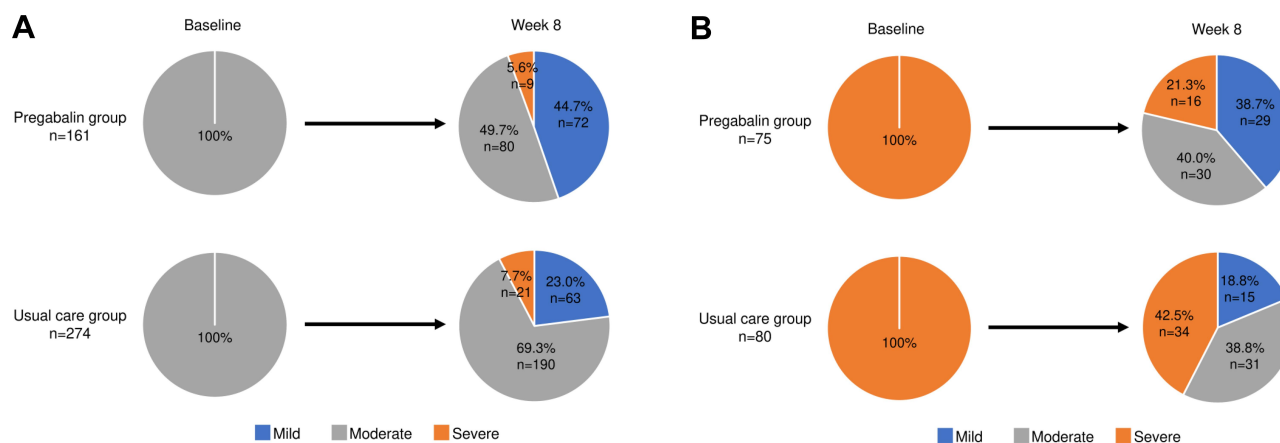 A
Baseline
Week 8
Pregabalin group
n=161
100%
5.6%
n=9
44.7%
n=72
49.7%
n=80
Usual care group
n=274
100%
7.7%
n=21
23.0%
n=63
69.3%
n=190
Mild
Moderate
Severe
B
Baseline
Week 8
Pregabalin group
n=75
100%
21.3%
n=16
38.7%
n=29
40.0%
n=30
Usual care group
n=80
100%
18.8%
n=15
42.5%
n=34
38.8%
n=31
Mild
Moderate
Severe